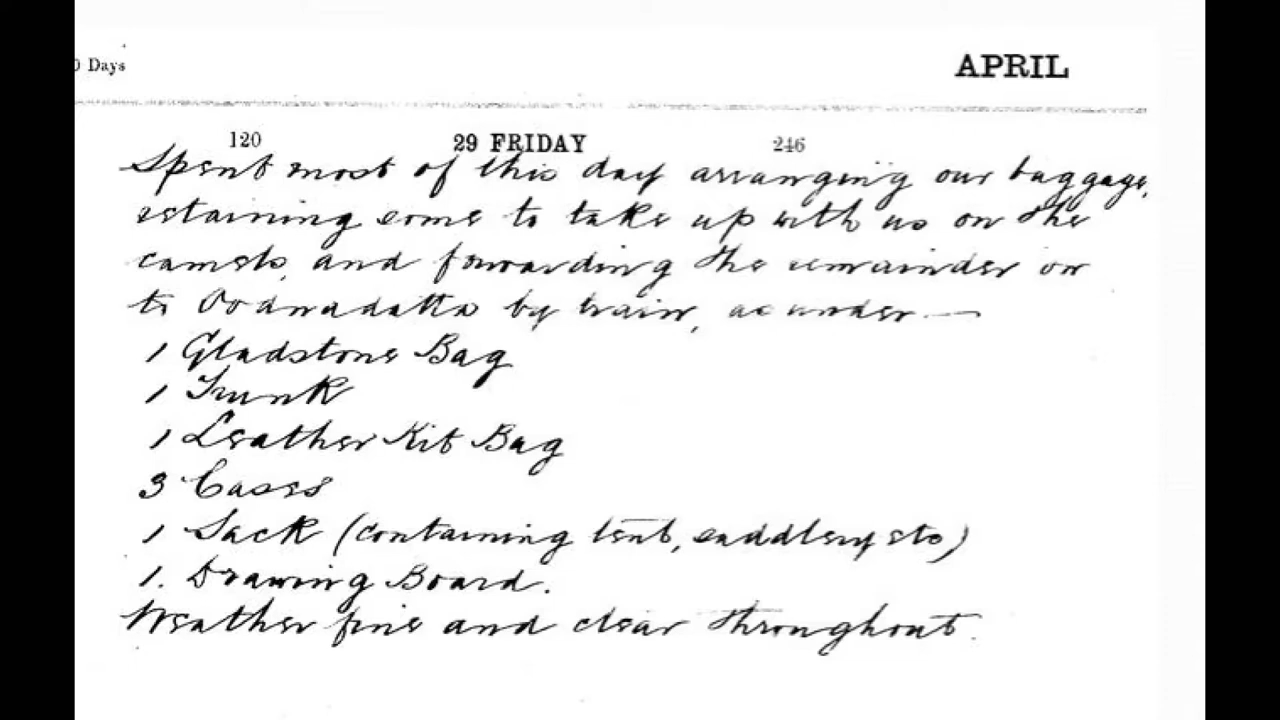 0 Days
APRIL
120 29 FRIDAY 246
Spent most of this day arranging our baggage,
retaining some to take up with us on the
camels, and forwarding the remainder on
to Oodnadatta by train, as under.—
1 Gladstone Bag
1 Trunk
1 Leather Kit Bag
3 Cases
1 Sack (containing tent, saddlery etc)
1. Drawing Board.
Weather fine and clear throughout.